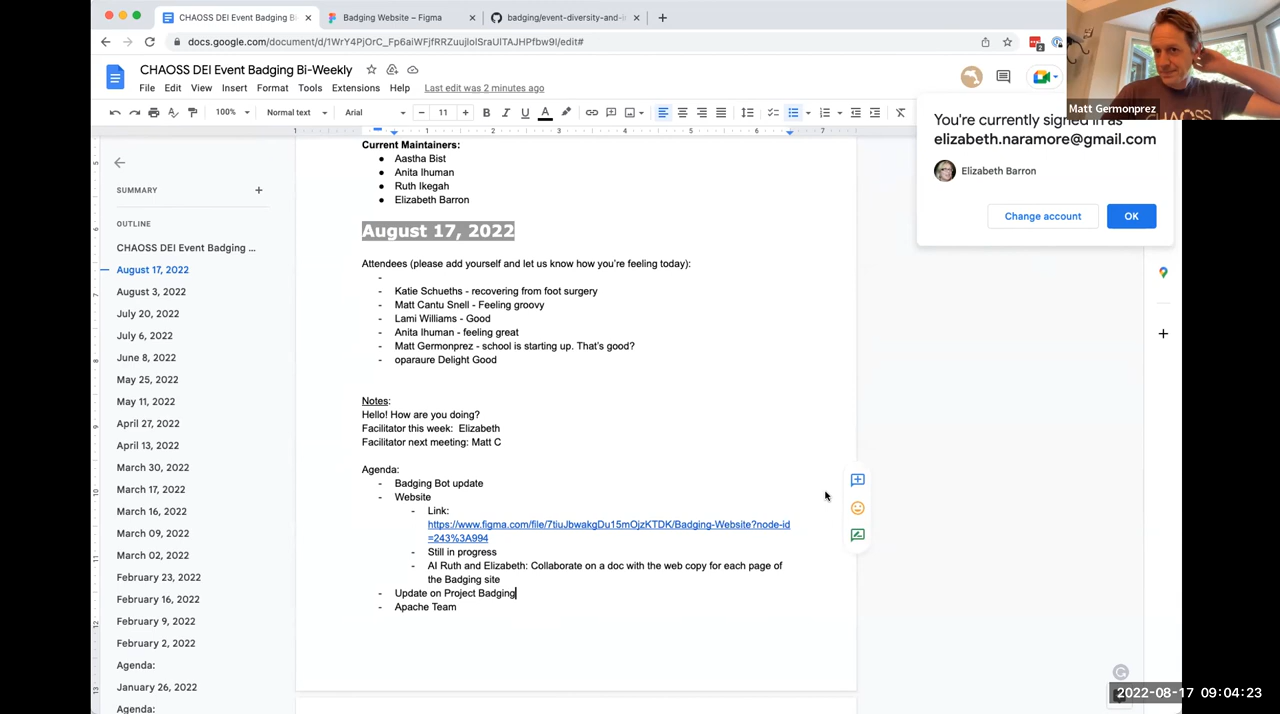 CHAOSS DEI Event Badging Bi
Badging Website – Figma
badging/event-diversity-and-i
docs.google.com/document/d/1WrY4PjOrC_Fp6aiWFjfRRZuujlolSraUlTAJHPfbw9I/edit#
CHAOSS DEI Event Badging Bi-Weekly
File Edit View Insert Format Tools Extensions Help Last edit was 2 minutes ago
100% Normal text Arial 11
Matt Germonprez
You're currently signed in as
elizabeth.naramore@gmail.com
Elizabeth Barron
Change account
OK
SUMMARY
OUTLINE
CHAOSS DEI Event Badging ...
August 17, 2022
August 3, 2022
July 20, 2022
July 6, 2022
June 8, 2022
May 25, 2022
May 11, 2022
April 27, 2022
April 13, 2022
March 30, 2022
March 17, 2022
March 16, 2022
March 09, 2022
March 02, 2022
February 23, 2022
February 16, 2022
February 9, 2022
February 2, 2022
Agenda:
January 26, 2022
Agenda:
Current Maintainers:
● Aastha Bist
● Anita Ihuman
● Ruth Ikegah
● Elizabeth Barron
August 17, 2022
Attendees (please add yourself and let us know how you're feeling today):
-
- Katie Schueths - recovering from foot surgery
- Matt Cantu Snell - Feeling groovy
- Lami Williams - Good
- Anita Ihuman - feeling great
- Matt Germonprez - school is starting up. That's good?
- oparaure Delight Good
Notes:
Hello! How are you doing?
Facilitator this week: Elizabeth
Facilitator next meeting: Matt C
Agenda:
- Badging Bot update
- Website
- Link:
https://www.figma.com/file/7tiuJbwakgDu15mOjzKTDK/Badging-Website?node-id
=243%3A994
- Still in progress
- AI Ruth and Elizabeth: Collaborate on a doc with the web copy for each page of
the Badging site
- Update on Project Badging
- Apache Team
2022-08-17 09:04:23